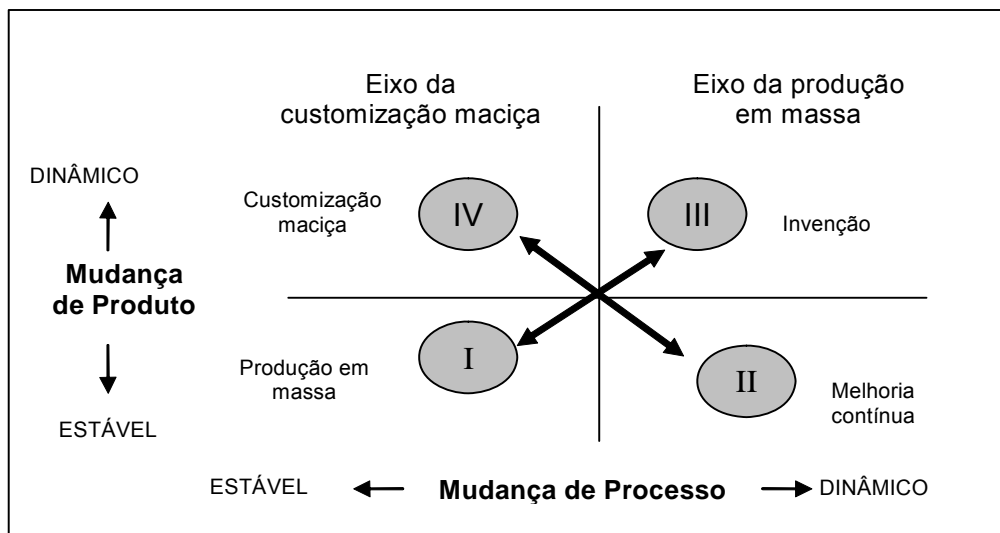 Eixo da
customização maciça
Eixo da produção
em massa
DINÂMICO
Customização
maciça
IV
III
Invenção
Mudança
de Produto
Produção em
massa
I
II
Melhoria
contínua
ESTÁVEL
ESTÁVEL
Mudança de Processo
DINÂMICO